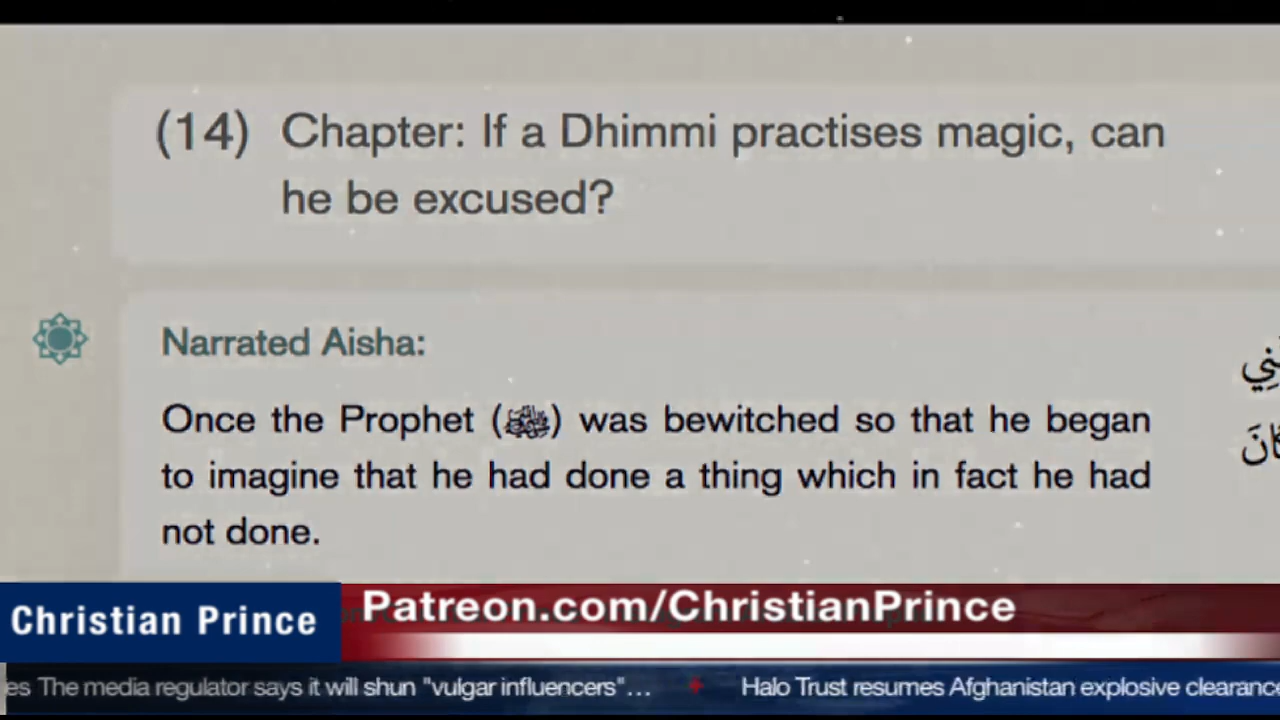 (14) Chapter: If a Dhimmi practises magic, can
he be excused?
Narrated Aisha:
Once the Prophet (ﷺ) was bewitched so that he began
to imagine that he had done a thing which in fact he had
not done.
Christian Prince
Patreon.com/ChristianPrince
es The media regulator says it will shun "vulgar influencers"… Halo Trust resumes Afghanistan explosive clearance